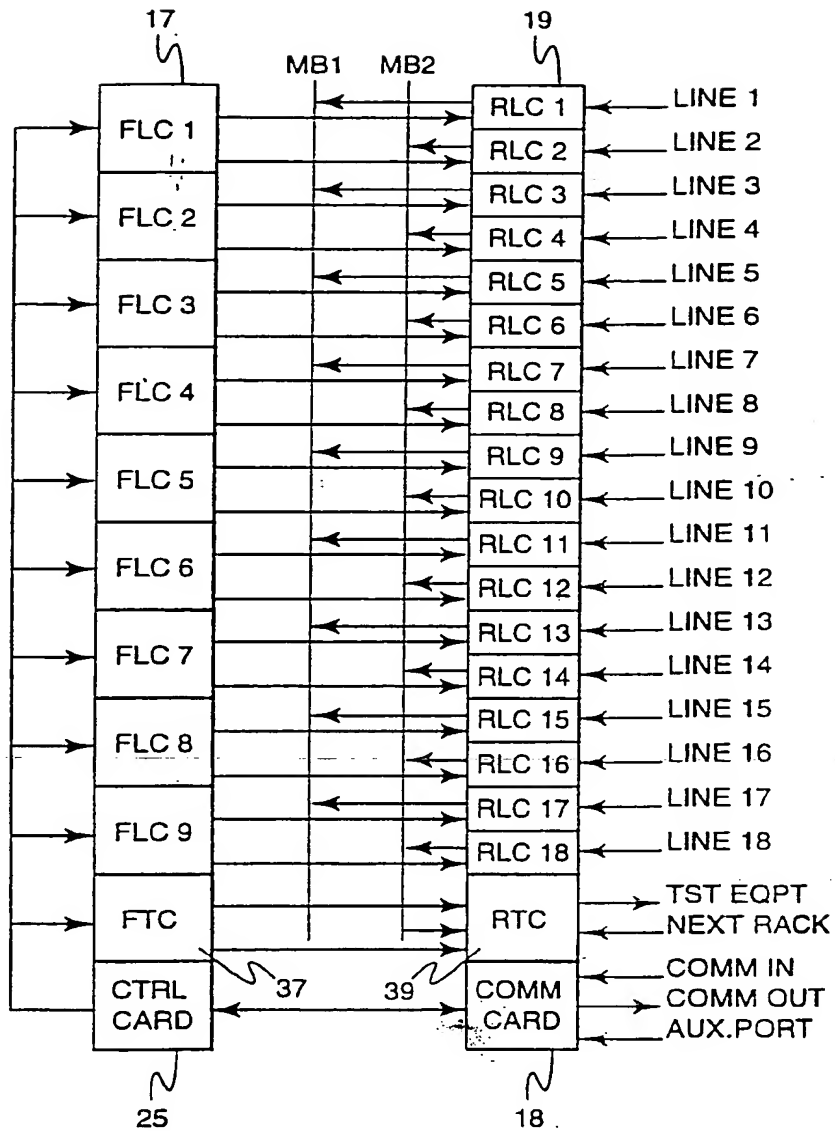 17
19
MB1 MB2
FLC 1
FLC 2
FLC 3
FLC 4
FLC 5
FLC 6
FLC 7
FLC 8
FLC 9
FTC
CTRL
CARD
37
25
RLC 1
RLC 2
RLC 3
RLC 4
RLC 5
RLC 6
RLC 7
RLC 8
RLC 9
RLC 10
RLC 11
RLC 12
RLC 13
RLC 14
RLC 15
RLC 16
RLC 17
RLC 18
RTC
COMM
CARD
39
18
LINE 1
LINE 2
LINE 3
LINE 4
LINE 5
LINE 6
LINE 7
LINE 8
LINE 9
LINE 10
LINE 11
LINE 12
LINE 13
LINE 14
LINE 15
LINE 16
LINE 17
LINE 18
TST EQPT
NEXT RACK
COMM IN
COMM OUT
AUX.PORT